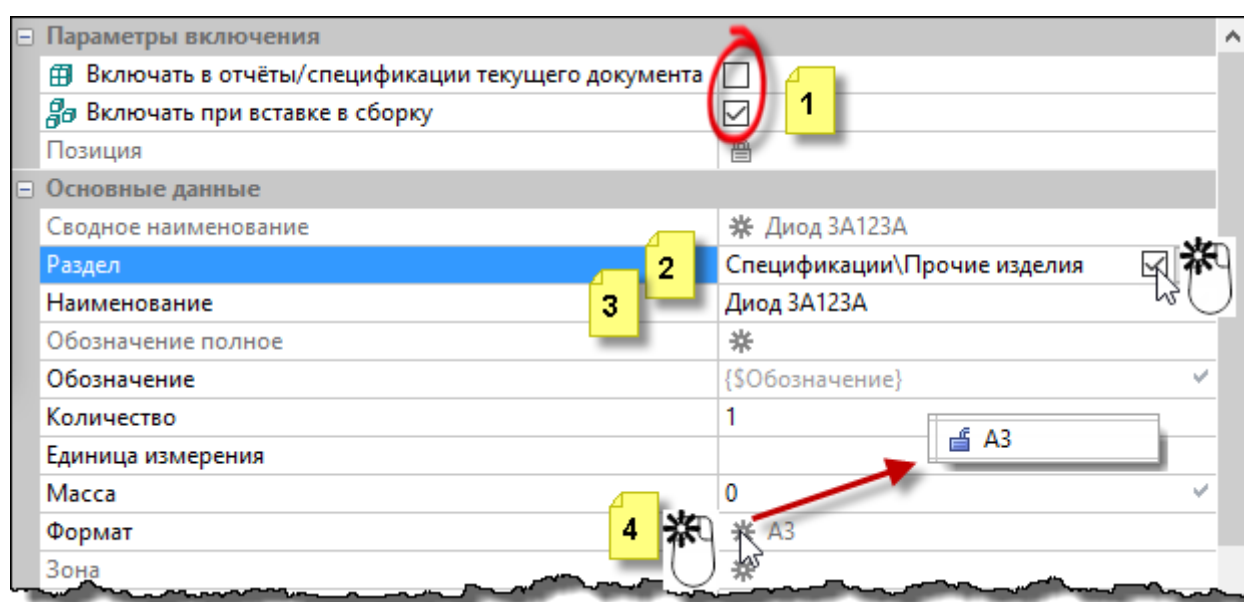 Параметры включения
Включать в отчёты/спецификации текущего документа
1
Включать при вставке в сборку
Позиция
Основные данные
Сводное наименование Диод 3А123А
Раздел 2 Спецификации\Прочие изделия
Наименование 3 Диод 3А123А
Обозначение полное
Обозначение {$Обозначение}
Количество 1
А3
Единица измерения
Масса 0
Формат 4 А3
Зона